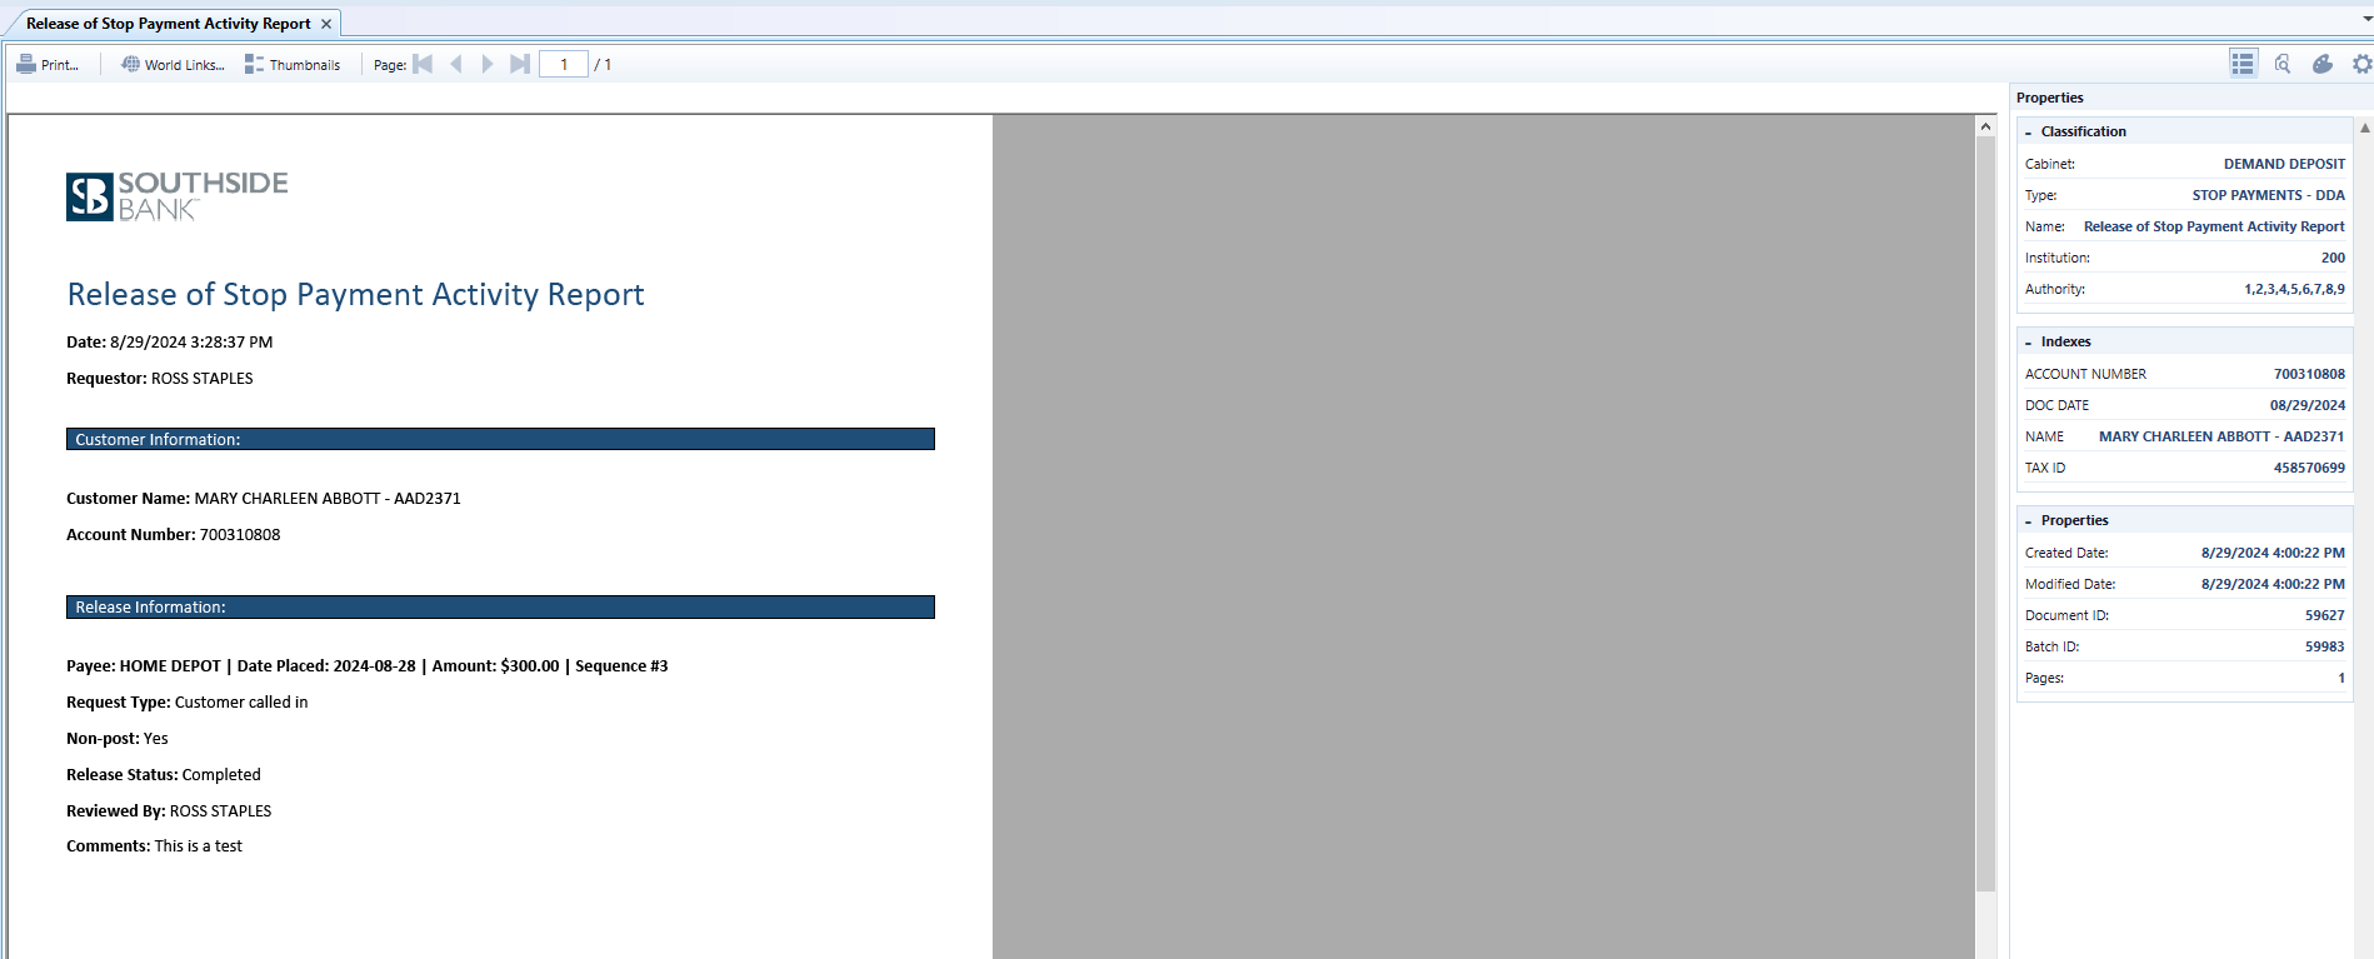 Release of Stop Payment Activity Report
Print... World Links... Thumbnails Page: 1 / 1
SOUTHSIDE
BANK
Release of Stop Payment Activity Report
Date: 8/29/2024 3:28:37 PM
Requestor: ROSS STAPLES
Customer Information:
Customer Name: MARY CHARLEEN ABBOTT - AAD2371
Account Number: 700310808
Release Information:
Payee: HOME DEPOT | Date Placed: 2024-08-28 | Amount: $300.00 | Sequence #3
Request Type: Customer called in
Non-post: Yes
Release Status: Completed
Reviewed By: ROSS STAPLES
Comments: This is a test
Properties
- Classification
Cabinet: DEMAND DEPOSIT
Type: STOP PAYMENTS - DDA
Name: Release of Stop Payment Activity Report
Institution: 200
Authority: 1,2,3,4,5,6,7,8,9
- Indexes
ACCOUNT NUMBER 700310808
DOC DATE 08/29/2024
NAME MARY CHARLEEN ABBOTT - AAD2371
TAX ID 458570699
- Properties
Created Date: 8/29/2024 4:00:22 PM
Modified Date: 8/29/2024 4:00:22 PM
Document ID: 59627
Batch ID: 59983
Pages: 1